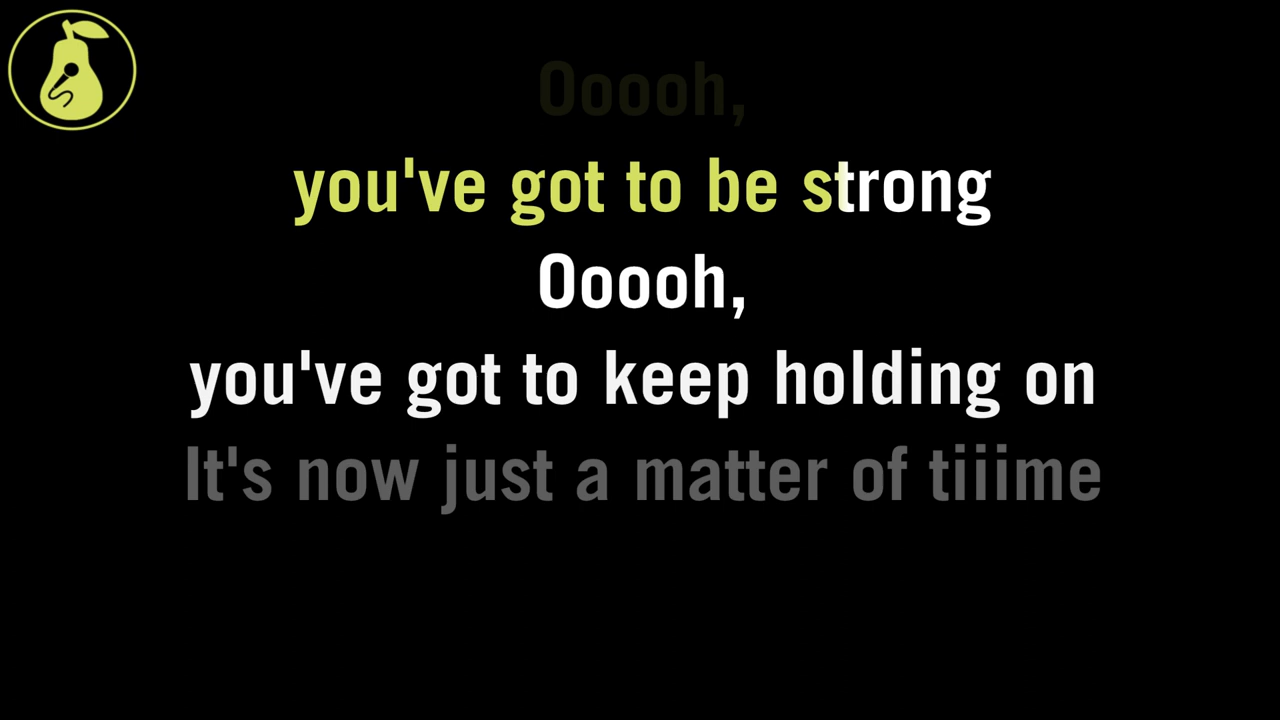 Ooooh,
you've got to be strong
Ooooh,
you've got to keep holding on
It's now just a matter of tiiime